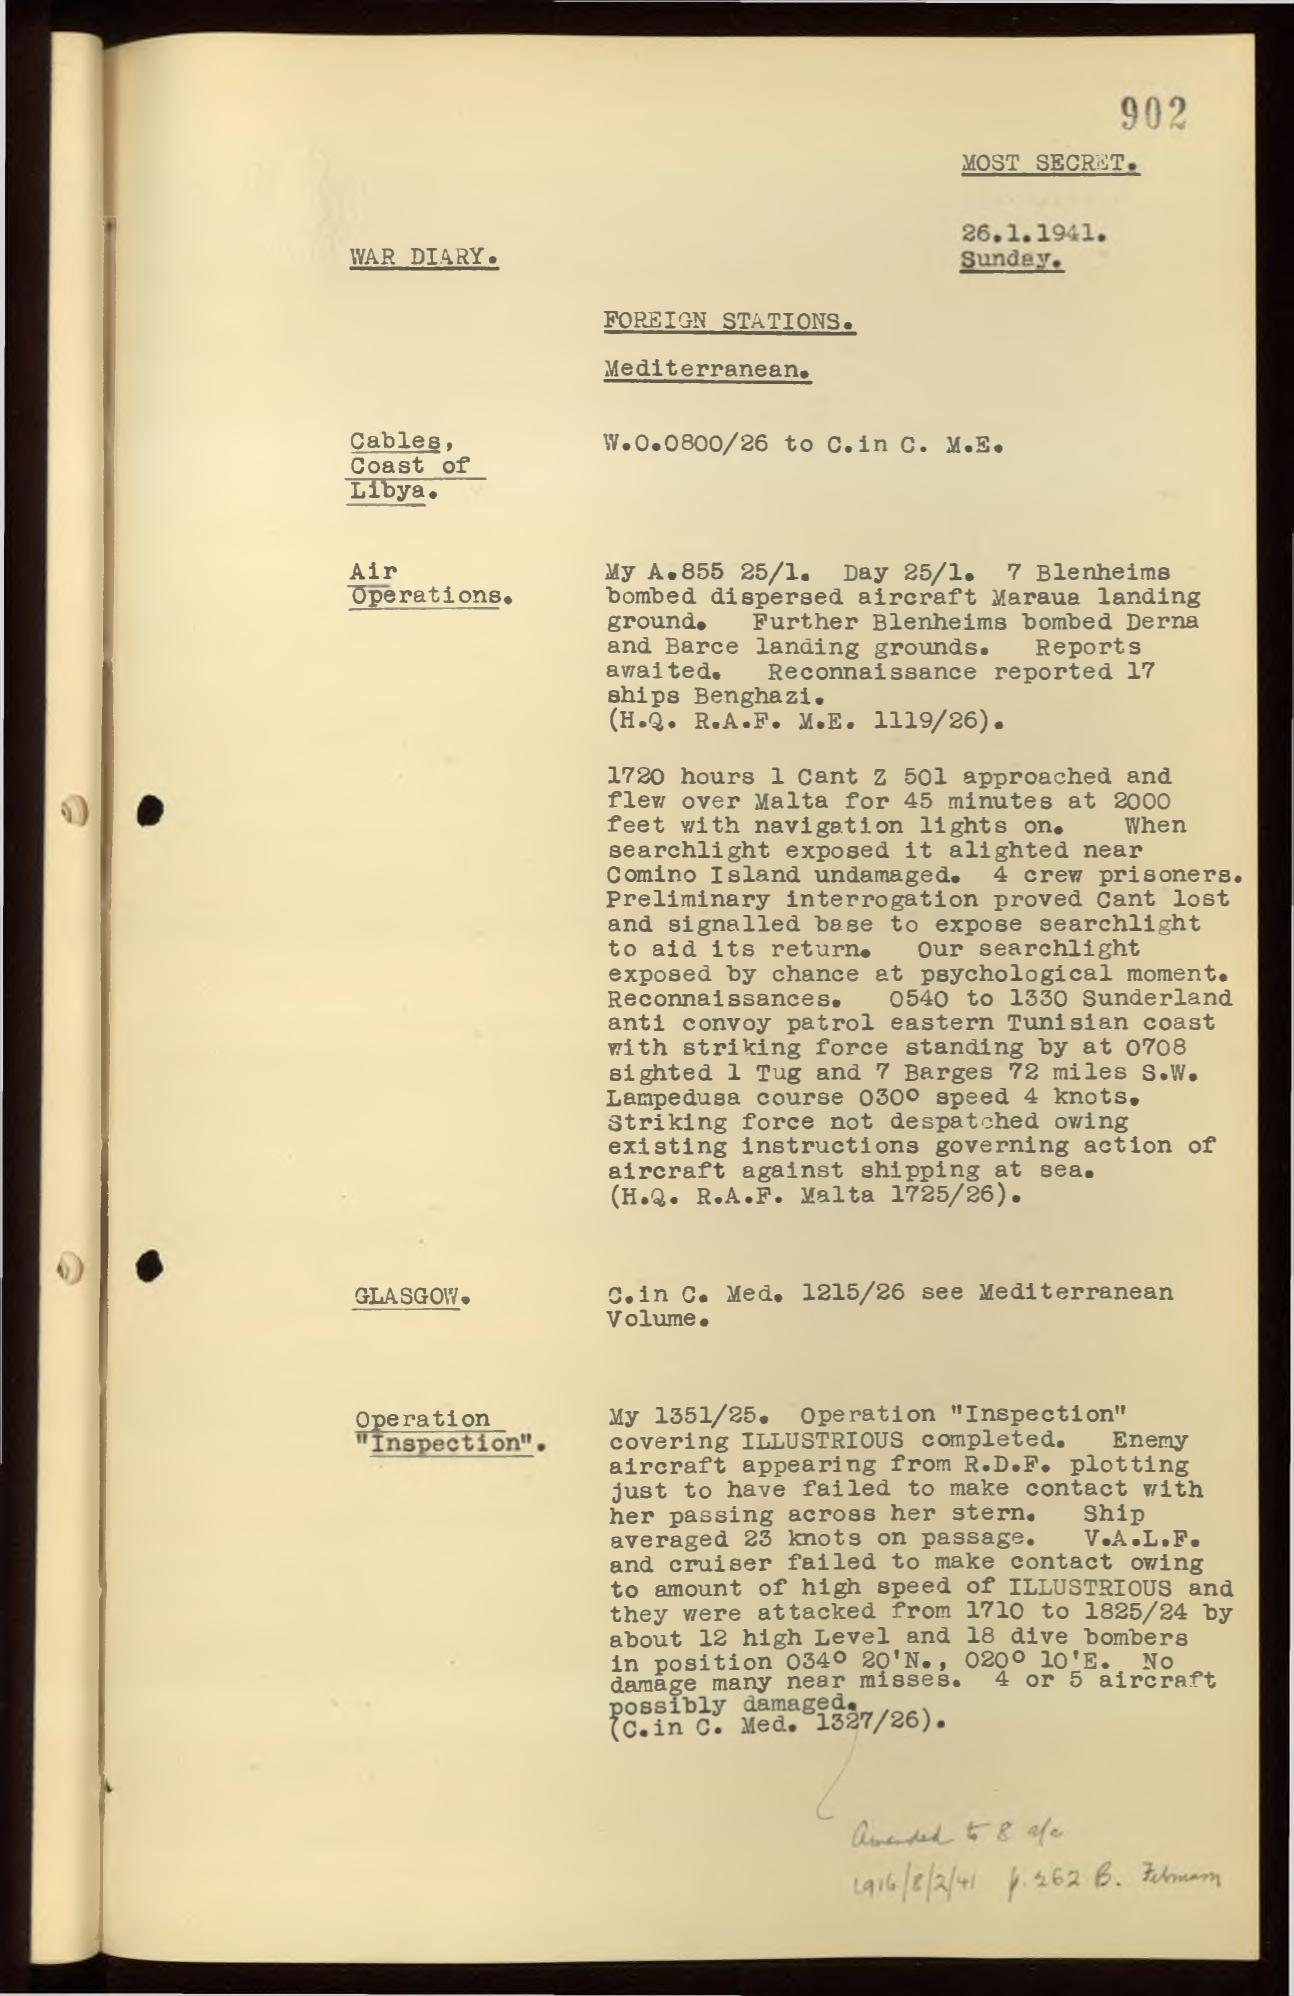 902
MOST SECRET.
26.1.1941.
Sunday.
WAR DIARY.
FOREIGN STATIONS.
Mediterranean.
Cables,
Coast of
Libya.
W.O.0800/26 to C.in C. M.E.
Air
Operations.
My A.855 25/1. Day 25/1. 7 Blenheims
bombed dispersed aircraft Maraua landing
ground. Further Blenheims bombed Derna
and Barce landing grounds. Reports
awaited. Reconnaissance reported 17
ships Benghazi.
(H.Q. R.A.F. M.E. 1119/26).
1720 hours 1 Cant Z 501 approached and
flew over Malta for 45 minutes at 2000
feet with navigation lights on. When
searchlight exposed it alighted near
Comino Island undamaged. 4 crew prisoners.
Preliminary interrogation proved Cant lost
and signalled base to expose searchlight
to aid its return. Our searchlight
exposed by chance at psychological moment.
Reconnaissances. 0540 to 1330 Sunderland
anti convoy patrol eastern Tunisian coast
with striking force standing by at 0708
sighted 1 Tug and 7 Barges 72 miles S.W.
Lampedusa course 030° speed 4 knots.
Striking force not despatched owing
existing instructions governing action of
aircraft against shipping at sea.
(H.Q. R.A.F. Malta 1725/26).
GLASGOW.
C.in C. Med. 1215/26 see Mediterranean
Volume.
Operation
"Inspection".
My 1351/25. Operation "Inspection"
covering ILLUSTRIOUS completed. Enemy
aircraft appearing from R.D.F. plotting
just to have failed to make contact with
her passing across her stern. Ship
averaged 23 knots on passage. V.A.L.F.
and cruiser failed to make contact owing
to amount of high speed of ILLUSTRIOUS and
they were attacked from 1710 to 1825/24 by
about 12 high Level and 18 dive bombers
in position 034° 20'N., 020° 10'E. No
damage many near misses. 4 or 5 aircraft
possibly damaged.
(C.in C. Med. 1327/26).
Amended to 8 a/c
1916/8/2/41 p.262 B. February